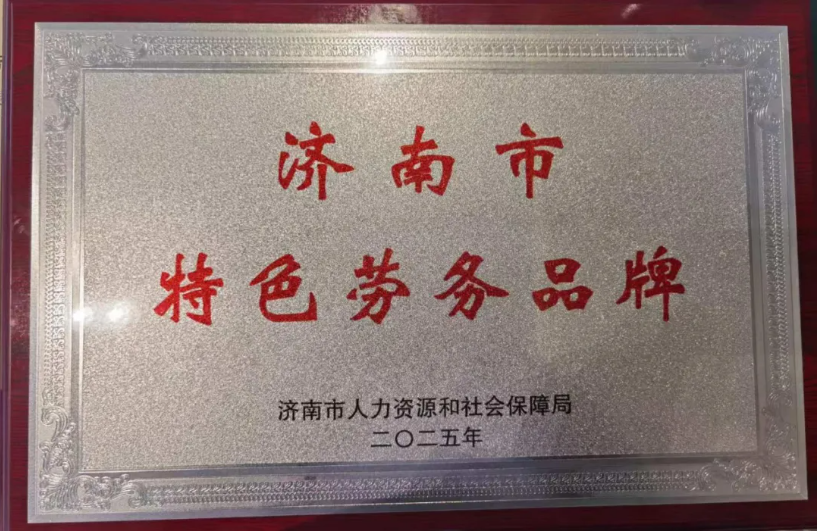 济南市
特色劳务品牌
济南市人力资源和社会保障局
二〇二五年